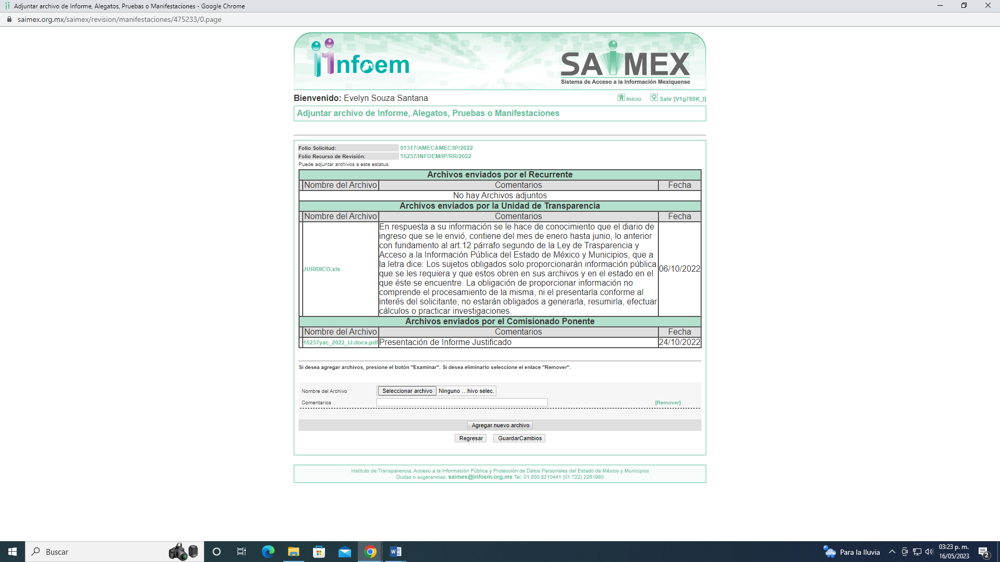 Adjuntar archivo de Informe, Alegatos, Pruebas o Manifestaciones - Google Chrome
saimex.org.mx/saimex/revision/manifestaciones/475233/0.page
infoem
SAIMEX
Sistema de Acceso a la Información Mexiquense
Bienvenido: Evelyn Souza Santana
Inicio Salir [V1g789K_I]
Adjuntar archivo de Informe, Alegatos, Pruebas o Manifestaciones
Folio Solicitud: 01317/AMECAMEC/IP/2022
Folio Recurso de Revisión: 15237/INFOEM/IP/RR/2022
Puede adjuntar archivos a este estatus
Archivos enviados por el Recurrente
Nombre del Archivo Comentarios Fecha
No hay Archivos adjuntos
Archivos enviados por la Unidad de Transparencia
Nombre del Archivo Comentarios Fecha
JURIDICO.xls
En respuesta a su información se le hace de conocimiento que el diario de
ingreso que se le envió, contiene del mes de enero hasta junio, lo anterior
con fundamento al art.12 párrafo segundo de la Ley de Trasparencia y
Acceso a la Información Pública del Estado de México y Municipios, que a
la letra dice: Los sujetos obligados solo proporcionarán información pública
que se les requiera y que estos obren en sus archivos y en el estado en el
que éste se encuentre. La obligación de proporcionar información no
comprende el procesamiento de la misma, ni el presentarla conforme al
interés del solicitante; no estarán obligados a generarla, resumirla, efectuar
cálculos o practicar investigaciones.
06/10/2022
Archivos enviados por el Comisionado Ponente
Nombre del Archivo Comentarios Fecha
15237yac_2022_IJ.docx.pdf Presentación de Informe Justificado 24/10/2022
Si desea agregar archivos, presione el botón "Examinar". Si desea eliminarlo seleccione el enlace "Remover".
Nombre del Archivo Seleccionar archivo Ninguno ...hivo selec.
Comentarios [Remover]
Agregar nuevo archivo
Regresar GuardarCambios
Instituto de Transparencia, Acceso a la Información Pública y Protección de Datos Personales del Estado de México y Municipios
Dudas o sugerencias: saimex@infoem.org.mx Tel. 01 800 8210441 (01 722) 2261980
Buscar
Para la lluvia
03:23 p. m.
16/05/2023
2